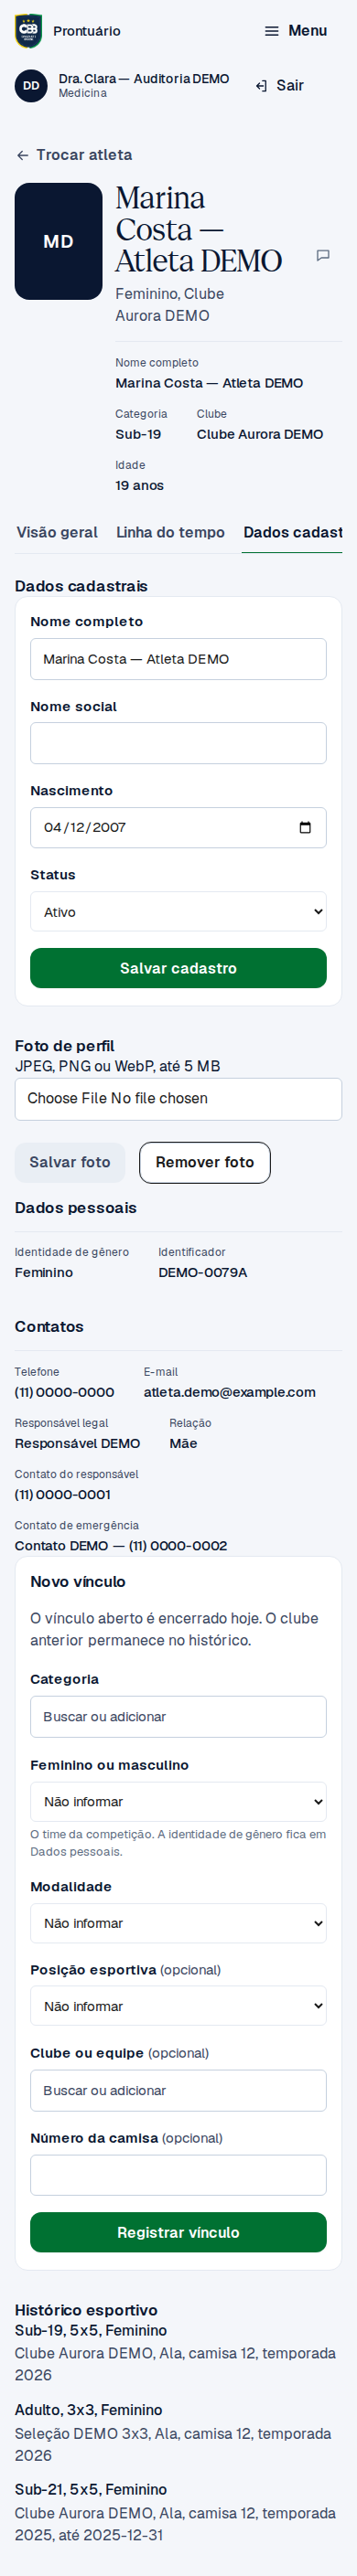 CBB
Prontuário
Menu
DD
Dra. Clara — Auditoria DEMO
Medicina
Sair
Trocar atleta
MD
Marina
Costa —
Atleta DEMO
Feminino, Clube
Aurora DEMO
Nome completo
Marina Costa — Atleta DEMO
Categoria
Clube
Sub-19
Clube Aurora DEMO
Idade
19 anos
Visão geral
Linha do tempo
Dados cadast
Dados cadastrais
Nome completo
Marina Costa — Atleta DEMO
Nome social
Nascimento
04/12/2007
Status
Ativo
Salvar cadastro
Foto de perfil
JPEG, PNG ou WebP, até 5 MB
Choose File No file chosen
Salvar foto
Remover foto
Dados pessoais
Identidade de gênero
Identificador
Feminino
DEMO-0079A
Contatos
Telefone
E-mail
(11) 0000-0000
atleta.demo@example.com
Responsável legal
Relação
Responsável DEMO
Mãe
Contato do responsável
(11) 0000-0001
Contato de emergência
Contato DEMO — (11) 0000-0002
Novo vínculo
O vínculo aberto é encerrado hoje. O clube
anterior permanece no histórico.
Categoria
Buscar ou adicionar
Feminino ou masculino
Não informar
O time da competição. A identidade de gênero fica em
Dados pessoais.
Modalidade
Não informar
Posição esportiva (opcional)
Não informar
Clube ou equipe (opcional)
Buscar ou adicionar
Número da camisa (opcional)
Registrar vínculo
Histórico esportivo
Sub-19, 5x5, Feminino
Clube Aurora DEMO, Ala, camisa 12, temporada
2026
Adulto, 3x3, Feminino
Seleção DEMO 3x3, Ala, camisa 12, temporada
2026
Sub-21, 5x5, Feminino
Clube Aurora DEMO, Ala, camisa 12, temporada
2025, até 2025-12-31